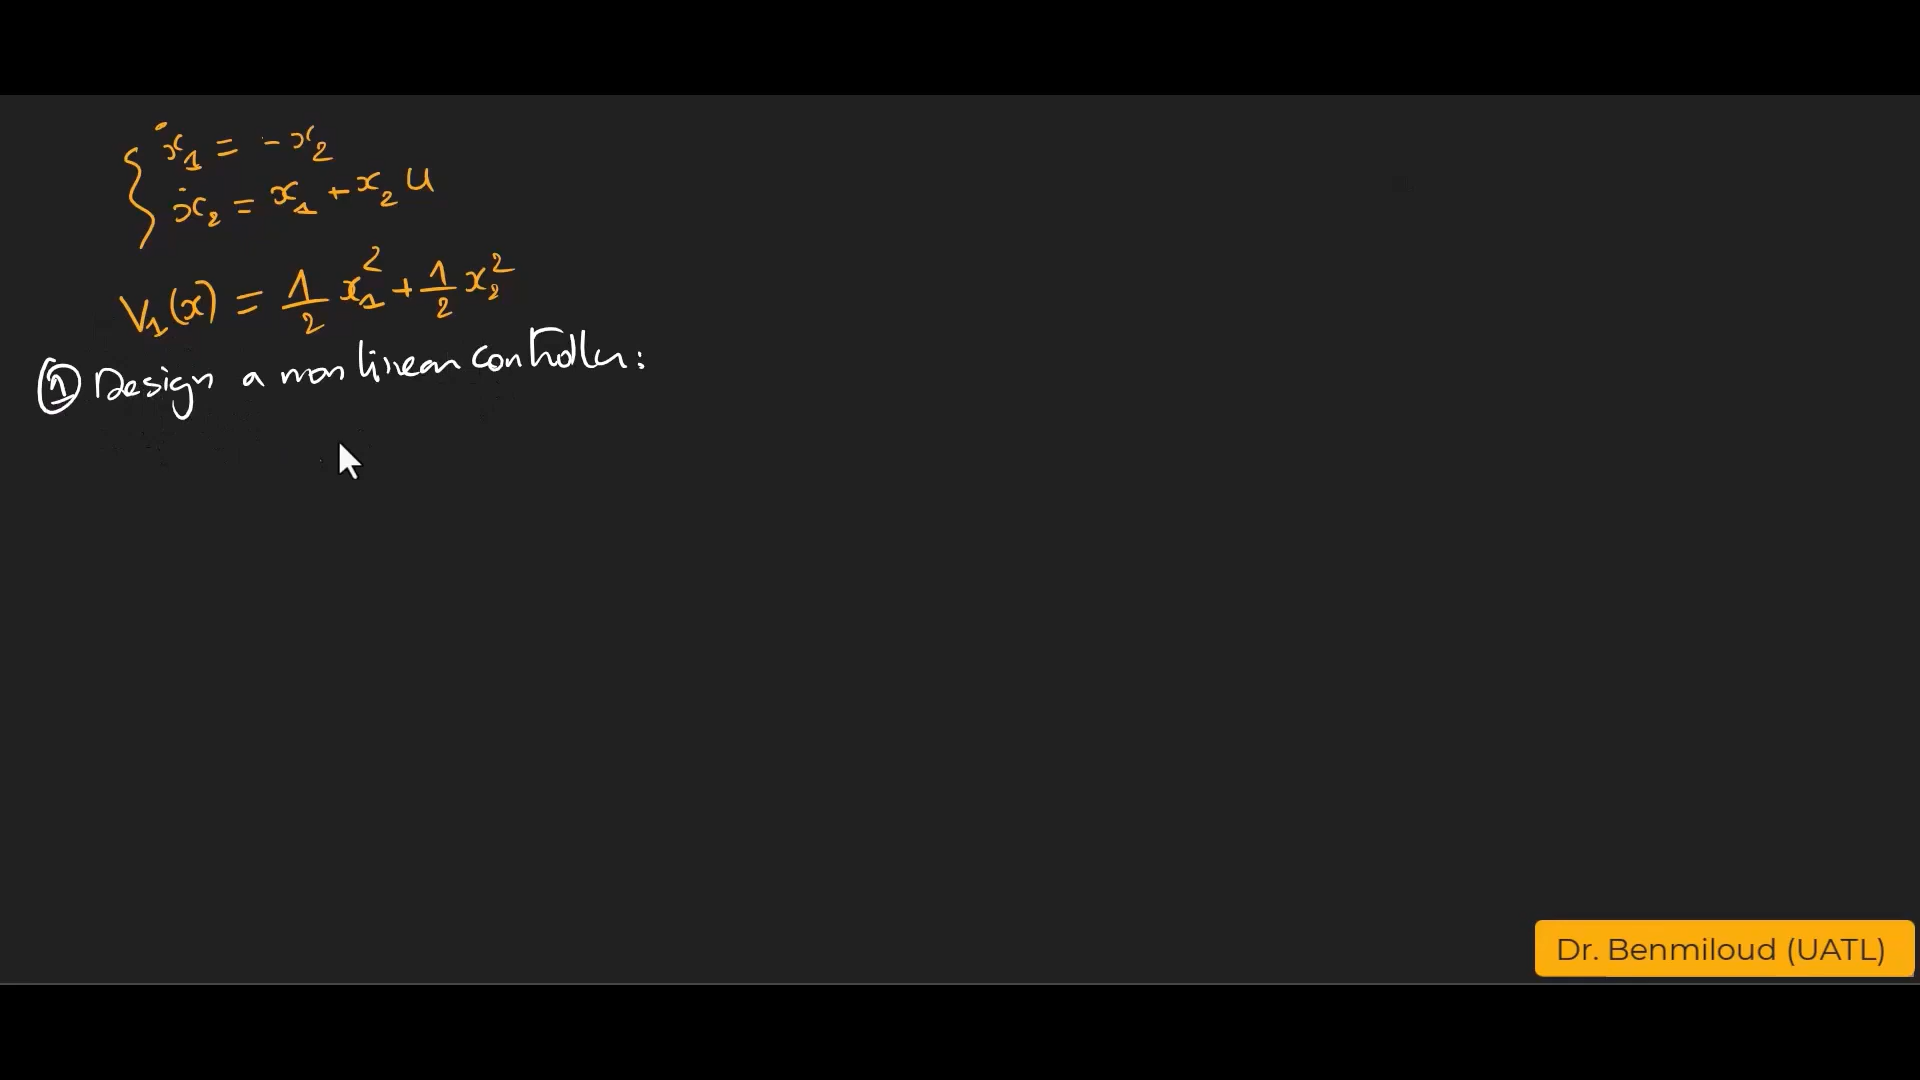 ẋ₁ = -x₂
ẋ₂ = x₁ + x₂ u
V₁(x) = 1/2 x₁² + 1/2 x₂²
① Design a non linear controller:
Dr. Benmiloud (UATL)